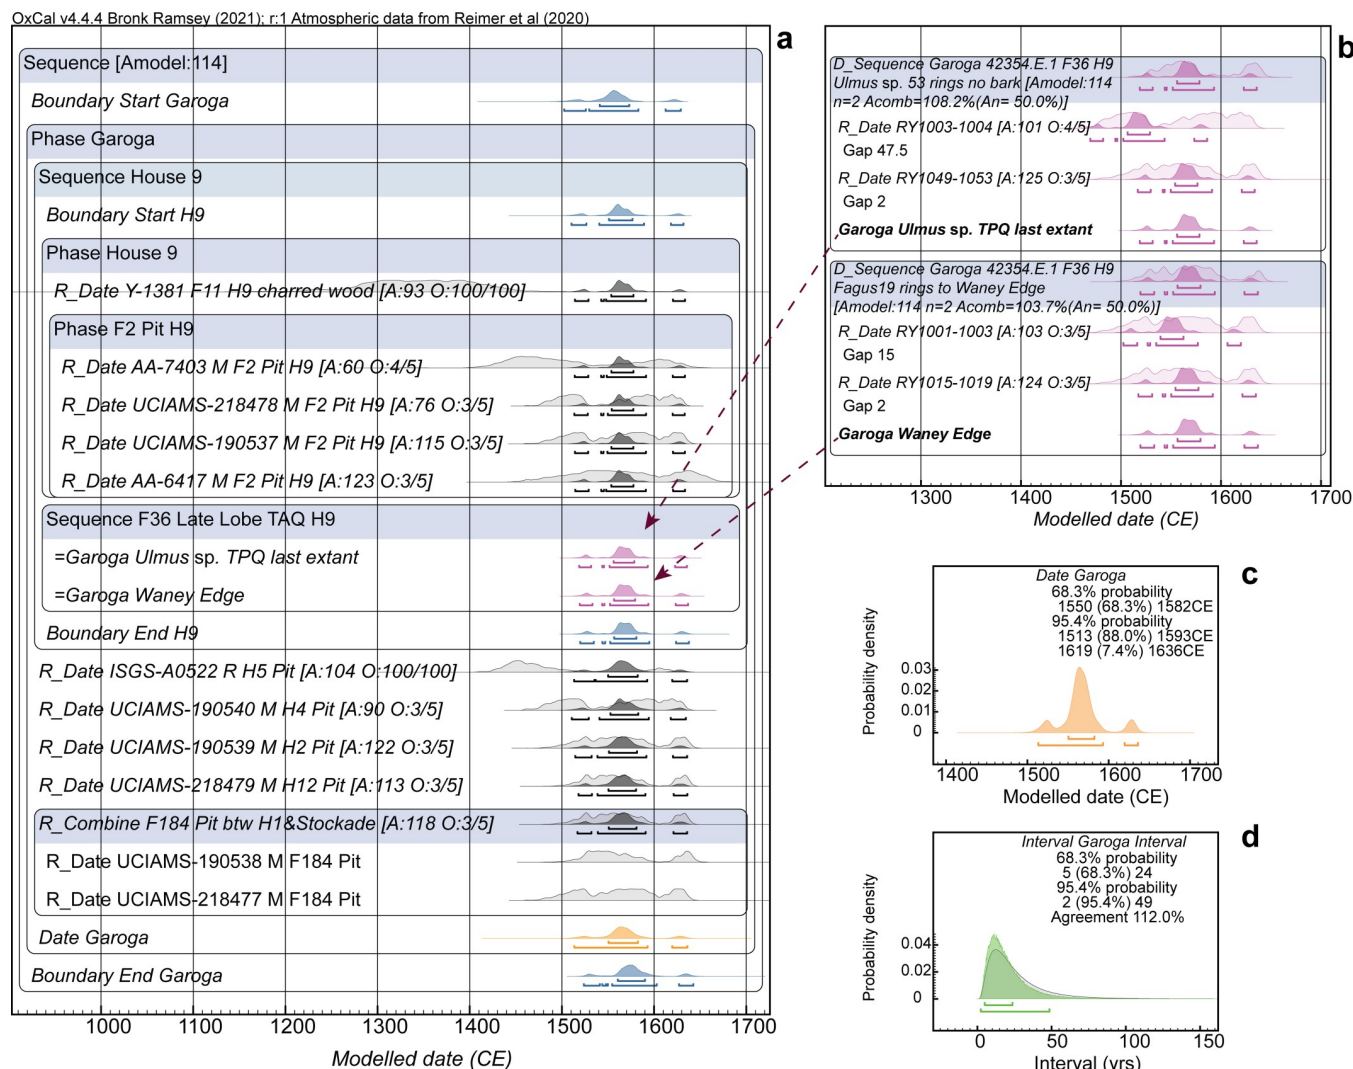 OxCal v4.4.4 Bronk Ramsey (2021); r:1 Atmospheric data from Reimer et al (2020)
a
Sequence [Amodel:114]
Boundary Start Garoga
Phase Garoga
Sequence House 9
Boundary Start H9
Phase House 9
R_Date Y-1381 F11 H9 charred wood [A:93 O:100/100]
Phase F2 Pit H9
R_Date AA-7403 M F2 Pit H9 [A:60 O:4/5]
R_Date UCIAMS-218478 M F2 Pit H9 [A:76 O:3/5]
R_Date UCIAMS-190537 M F2 Pit H9 [A:115 O:3/5]
R_Date AA-6417 M F2 Pit H9 [A:123 O:3/5]
Sequence F36 Late Lobe TAQ H9
=Garoga Ulmus sp. TPQ last extant
=Garoga Waney Edge
Boundary End H9
R_Date ISGS-A0522 R H5 Pit [A:104 O:100/100]
R_Date UCIAMS-190540 M H4 Pit [A:90 O:3/5]
R_Date UCIAMS-190539 M H2 Pit [A:122 O:3/5]
R_Date UCIAMS-218479 M H12 Pit [A:113 O:3/5]
R_Combine F184 Pit btw H1&Stockade [A:118 O:3/5]
R_Date UCIAMS-190538 M F184 Pit
R_Date UCIAMS-218477 M F184 Pit
Date Garoga
Boundary End Garoga
1000 1100 1200 1300 1400 1500 1600 1700
Modelled date (CE)
b
D_Sequence Garoga 42354.E.1 F36 H9
Ulmus sp. 53 rings no bark [Amodel:114
n=2 Acomb=108.2%(An= 50.0%)]
R_Date RY1003-1004 [A:101 O:4/5]
Gap 47.5
R_Date RY1049-1053 [A:125 O:3/5]
Gap 2
Garoga Ulmus sp. TPQ last extant
D_Sequence Garoga 42354.E.1 F36 H9
Fagus19 rings to Waney Edge
[Amodel:114 n=2 Acomb=103.7%(An= 50.0%)]
R_Date RY1001-1003 [A:103 O:3/5]
Gap 15
R_Date RY1015-1019 [A:124 O:3/5]
Gap 2
Garoga Waney Edge
1300 1400 1500 1600 1700
Modelled date (CE)
c
Date Garoga
68.3% probability
1550 (68.3%) 1582CE
95.4% probability
1513 (88.0%) 1593CE
1619 (7.4%) 1636CE
Probability density
0.03
0.02
0.01
0
1400 1500 1600 1700
Modelled date (CE)
d
Interval Garoga Interval
68.3% probability
5 (68.3%) 24
95.4% probability
2 (95.4%) 49
Agreement 112.0%
Probability density
0.04
0.02
0
0 50 100 150
Interval (yrs)